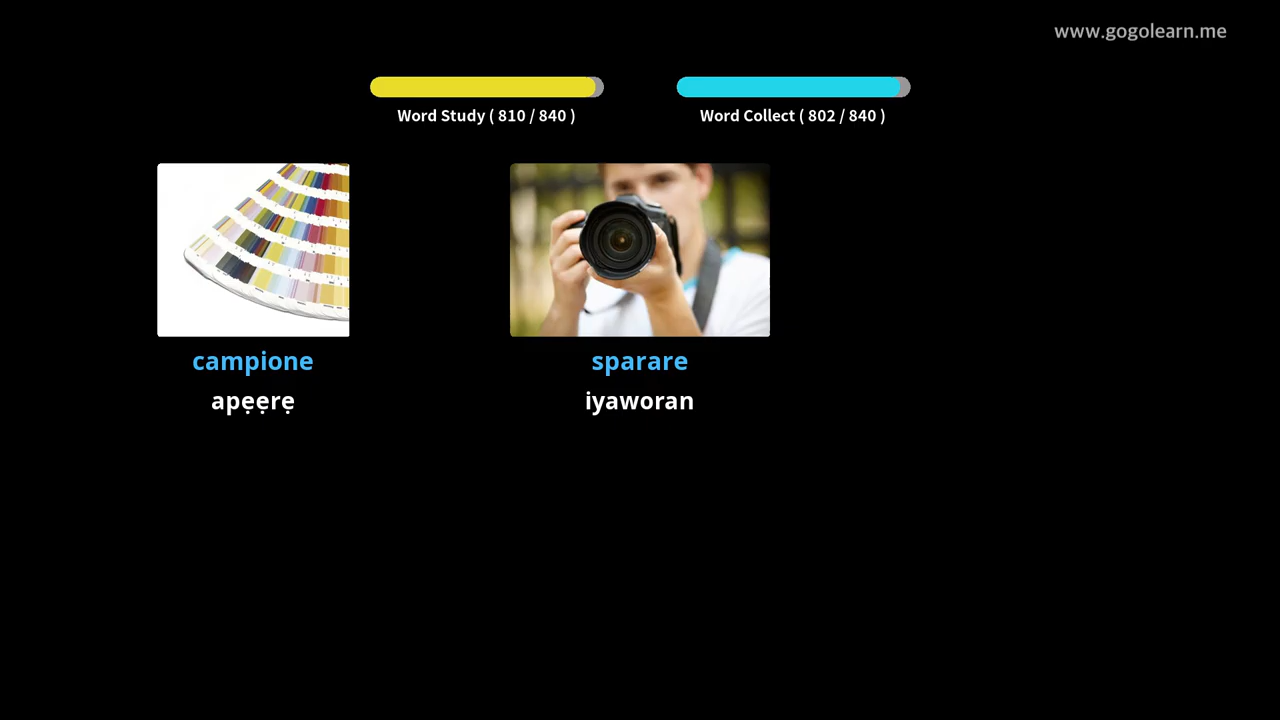 www.gogolearn.me
Word Study ( 810 / 840 )
Word Collect ( 802 / 840 )
campione
sparare
apẹẹrẹ
iyaworan